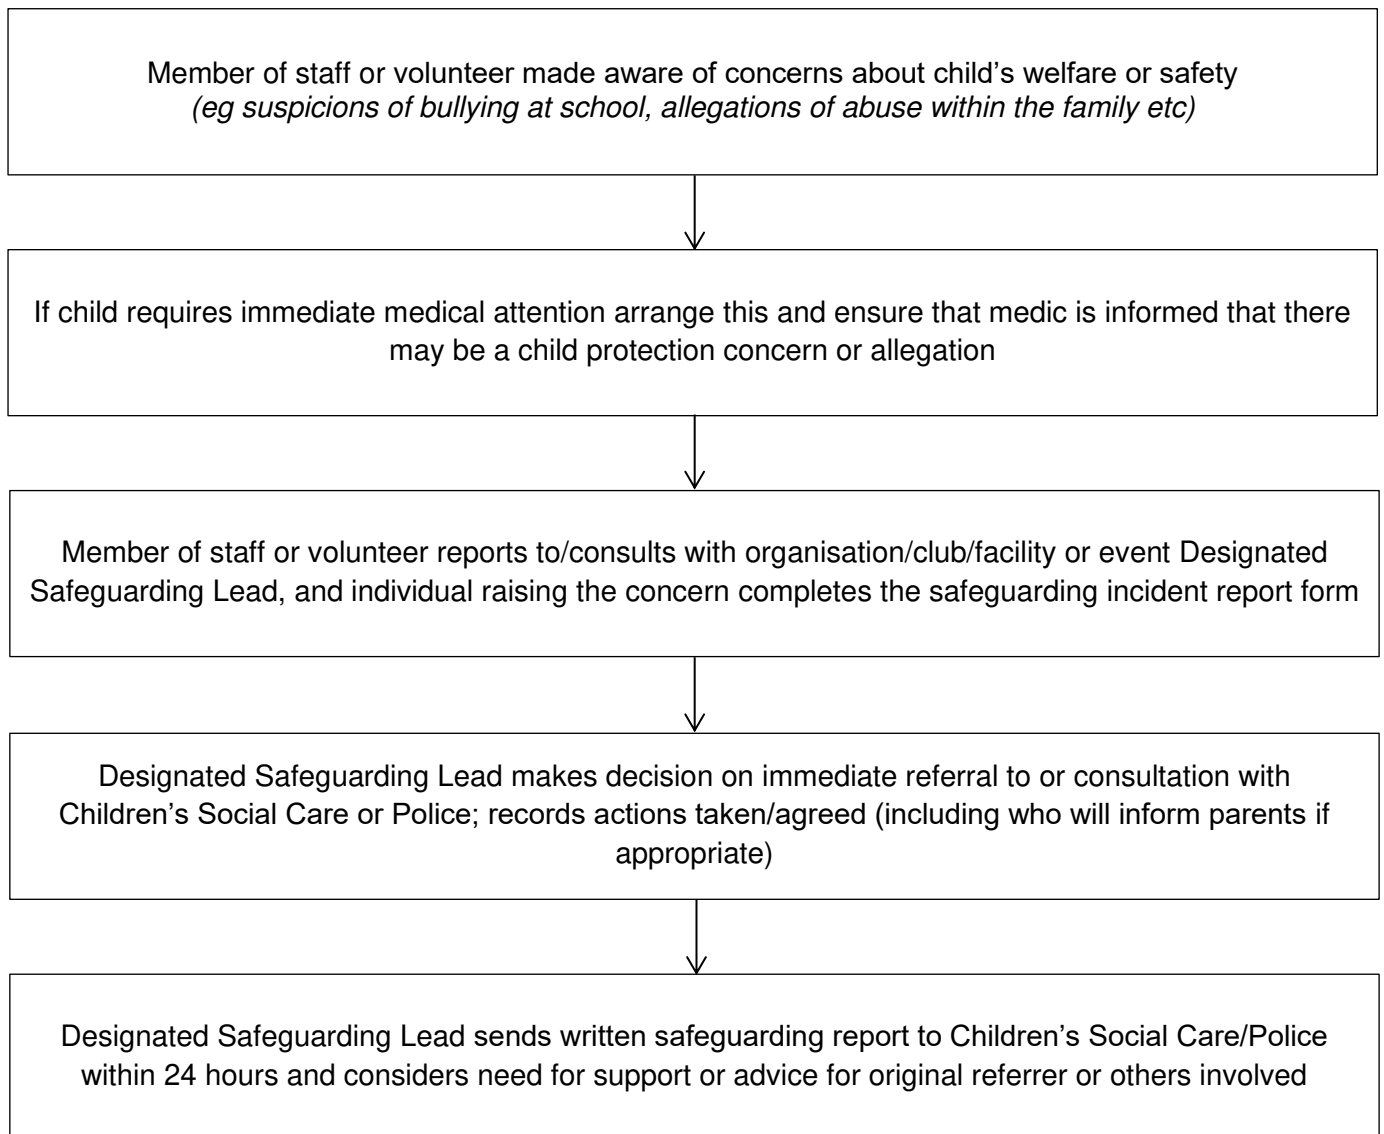 Member of staff or volunteer made aware of concerns about child’s welfare or safety
(eg suspicions of bullying at school, allegations of abuse within the family etc)
If child requires immediate medical attention arrange this and ensure that medic is informed that there
may be a child protection concern or allegation
Member of staff or volunteer reports to/consults with organisation/club/facility or event Designated
Safeguarding Lead, and individual raising the concern completes the safeguarding incident report form
Designated Safeguarding Lead makes decision on immediate referral to or consultation with
Children’s Social Care or Police; records actions taken/agreed (including who will inform parents if
appropriate)
Designated Safeguarding Lead sends written safeguarding report to Children’s Social Care/Police
within 24 hours and considers need for support or advice for original referrer or others involved